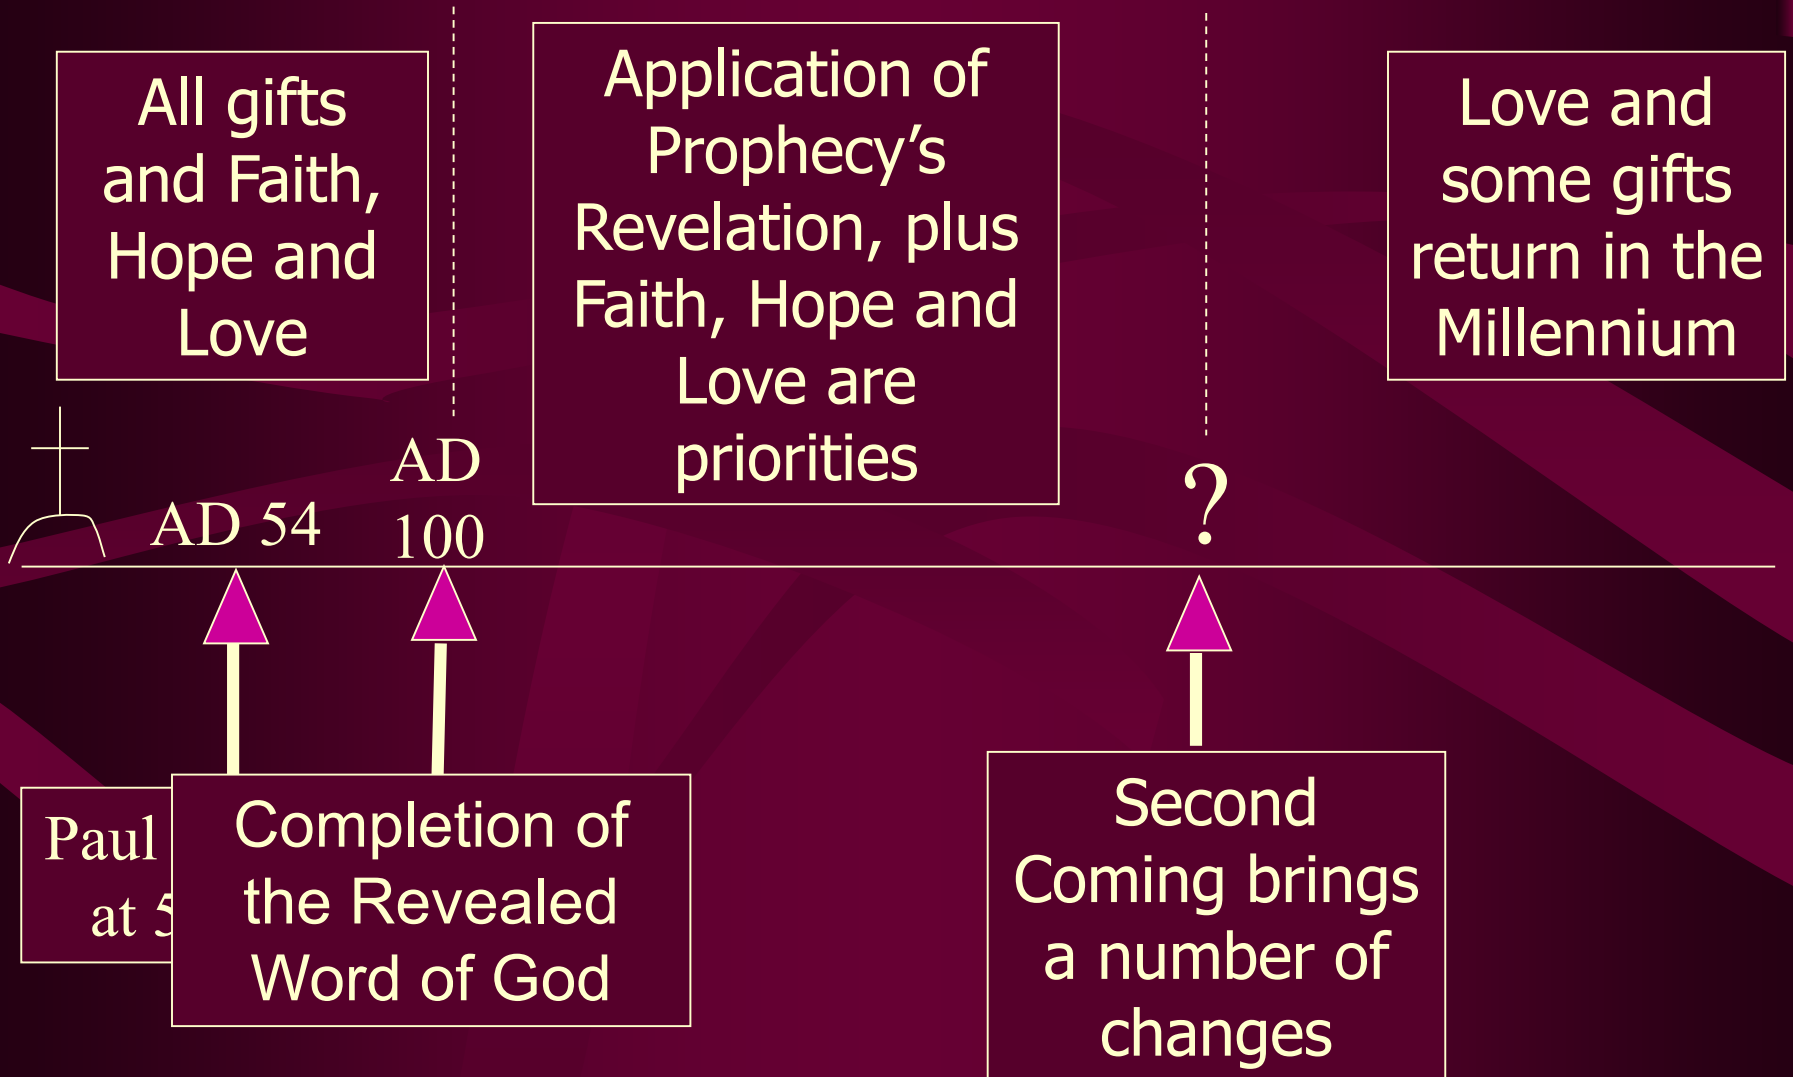 All gifts
and Faith,
Hope and
Love
Application of
Prophecy’s
Revelation, plus
Faith, Hope and
Love are
priorities
Love and
some gifts
return in the
Millennium
AD 54
AD
100
?
Paul
at
Completion of
the Revealed
Word of God
Second
Coming brings
a number of
changes